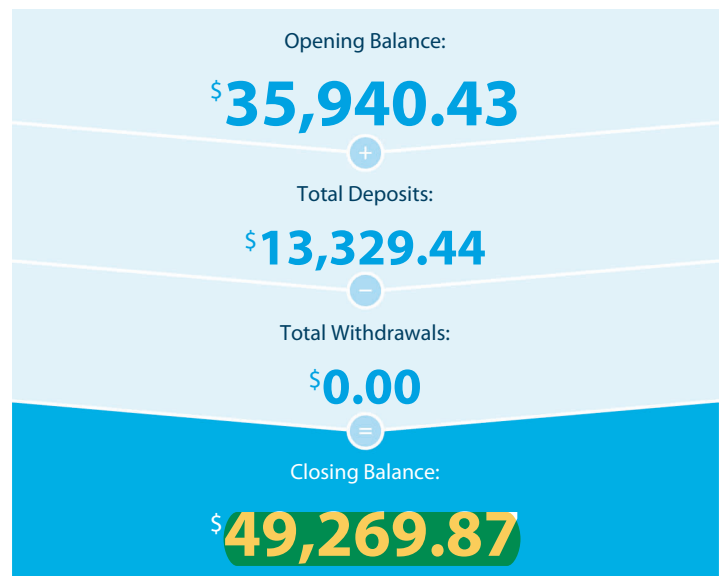 Opening Balance:
$35,940.43
+
Total Deposits:
$13,329.44
−
Total Withdrawals:
$0.00
=
Closing Balance:
$49,269.87